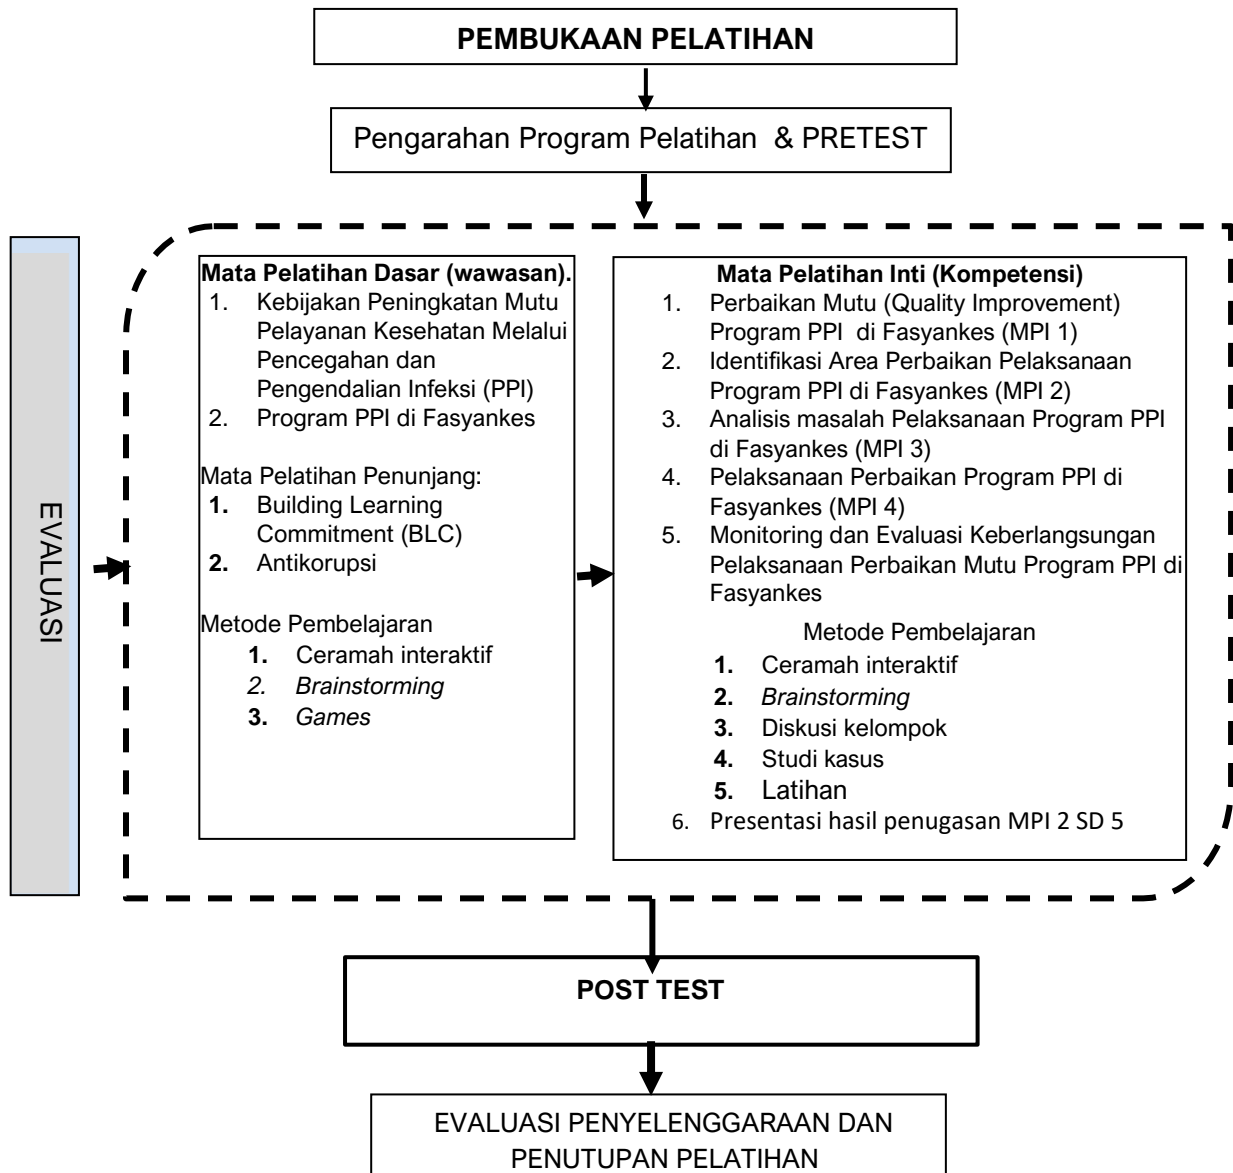 PEMBUKAAN PELATIHAN
Pengarahan Program Pelatihan & PRETEST
EVALUASI
Mata Pelatihan Dasar (wawasan).
1. Kebijakan Peningkatan Mutu
Pelayanan Kesehatan Melalui
Pencegahan dan
Pengendalian Infeksi (PPI)
2. Program PPI di Fasyankes
Mata Pelatihan Penunjang:
1. Building Learning
Commitment (BLC)
2. Antikorupsi
Metode Pembelajaran
1. Ceramah interaktif
2. Brainstorming
3. Games
Mata Pelatihan Inti (Kompetensi)
1. Perbaikan Mutu (Quality Improvement)
Program PPI di Fasyankes (MPI 1)
2. Identifikasi Area Perbaikan Pelaksanaan
Program PPI di Fasyankes (MPI 2)
3. Analisis masalah Pelaksanaan Program PPI
di Fasyankes (MPI 3)
4. Pelaksanaan Perbaikan Program PPI di
Fasyankes (MPI 4)
5. Monitoring dan Evaluasi Keberlangsungan
Pelaksanaan Perbaikan Mutu Program PPI di
Fasyankes
Metode Pembelajaran
1. Ceramah interaktif
2. Brainstorming
3. Diskusi kelompok
4. Studi kasus
5. Latihan
6. Presentasi hasil penugasan MPI 2 SD 5
POST TEST
EVALUASI PENYELENGGARAAN DAN
PENUTUPAN PELATIHAN